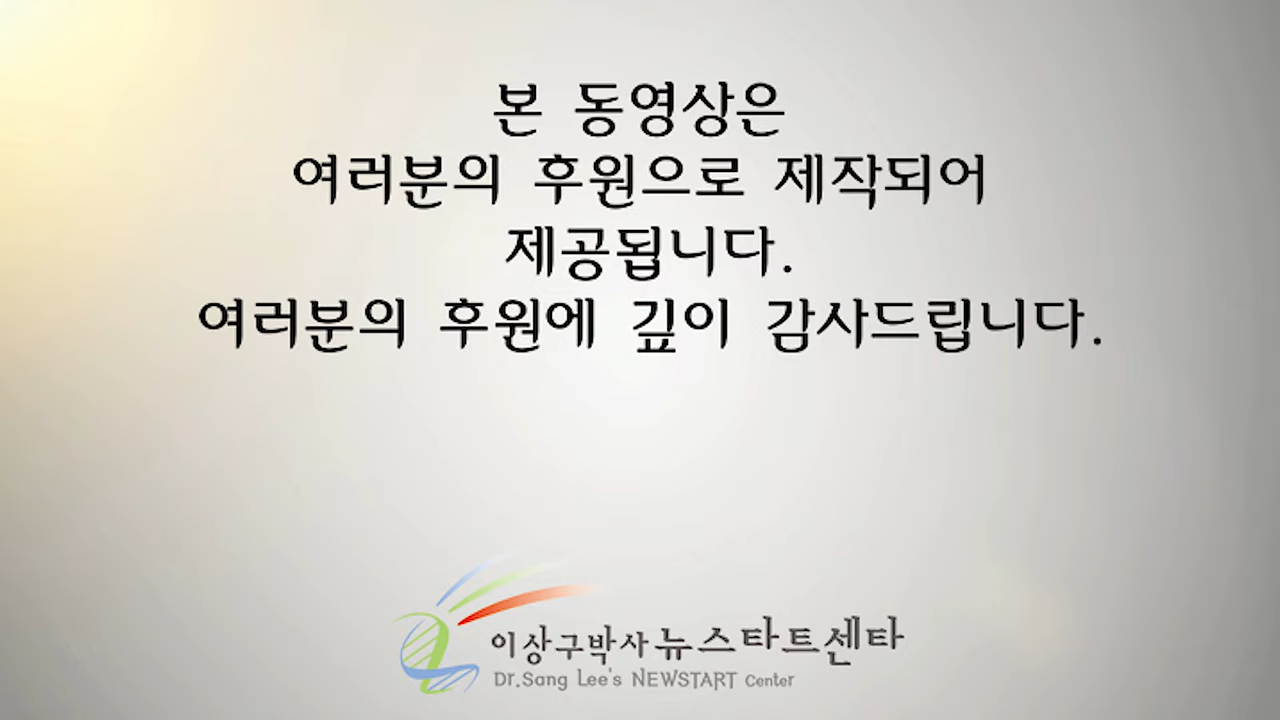 본 동영상은
여러분의 후원으로 제작되어
제공됩니다.
여러분의 후원에 깊이 감사드립니다.
이상구박사뉴스타트센타
Dr.Sang Lee's NEWSTART Center